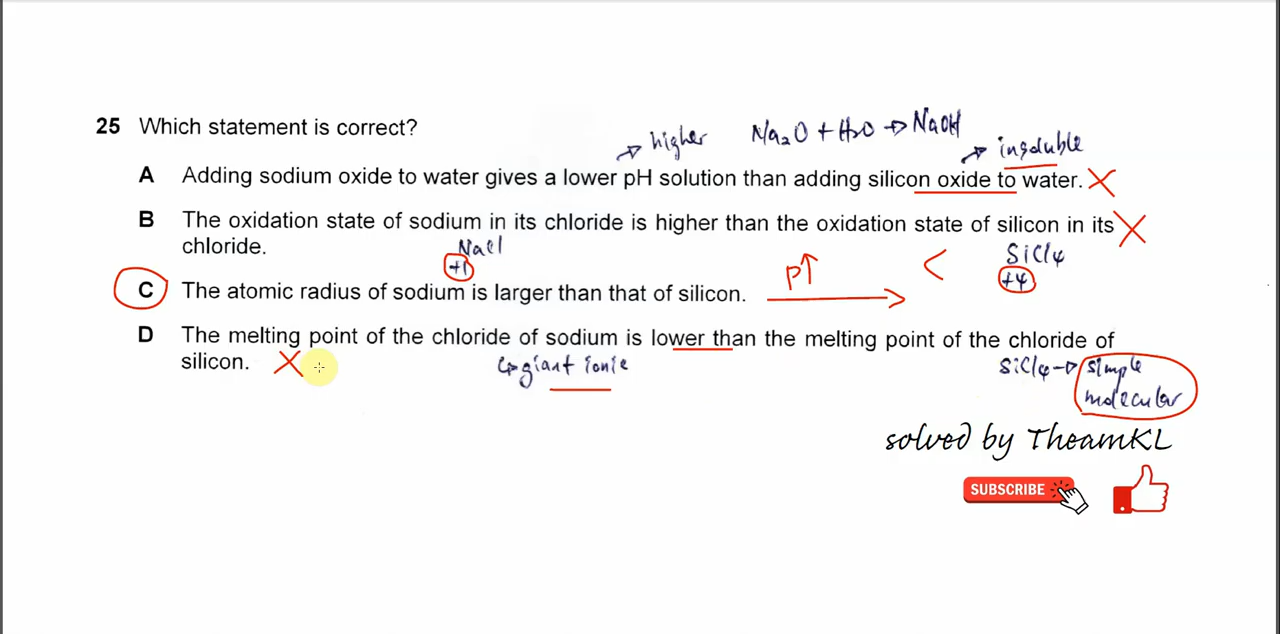 25 Which statement is correct?
higher Na₂O + H₂O → NaOH
insoluble
A Adding sodium oxide to water gives a lower pH solution than adding silicon oxide to water. X
B The oxidation state of sodium in its chloride is higher than the oxidation state of silicon in its X
chloride. NaCl SiCl₄
+1 P↑ < +4
C The atomic radius of sodium is larger than that of silicon.
D The melting point of the chloride of sodium is lower than the melting point of the chloride of
silicon. X giant ionic SiCl₄ → simple
molecular
solved by TheamKL
SUBSCRIBE